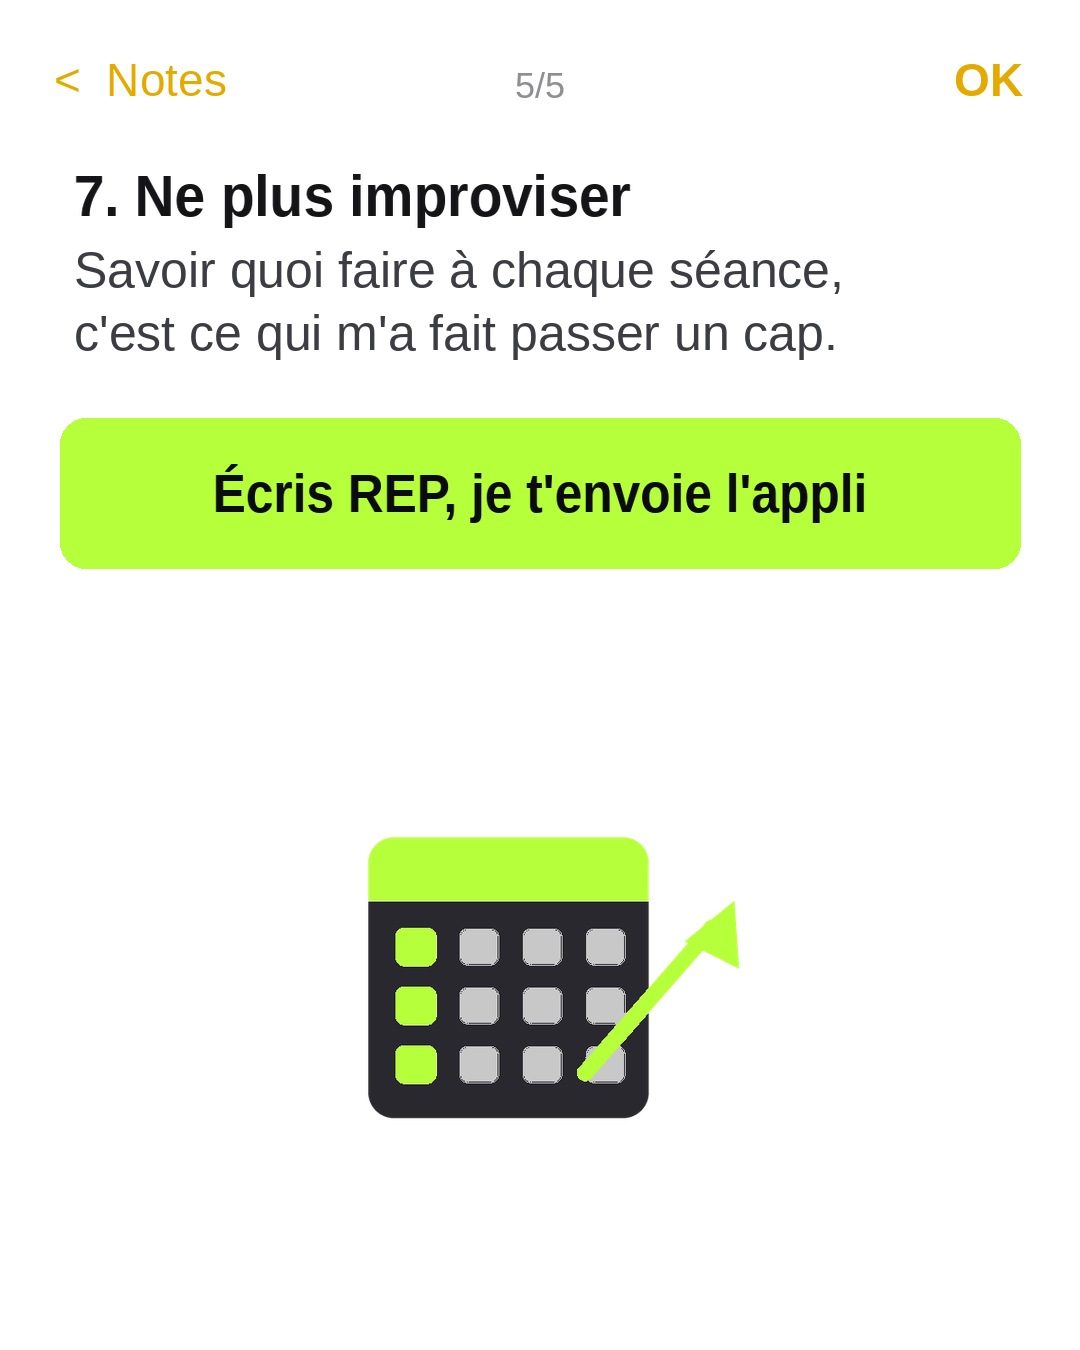 < Notes
5/5
OK
7. Ne plus improviser
Savoir quoi faire à chaque séance,
c'est ce qui m'a fait passer un cap.
Écris REP, je t'envoie l'appli